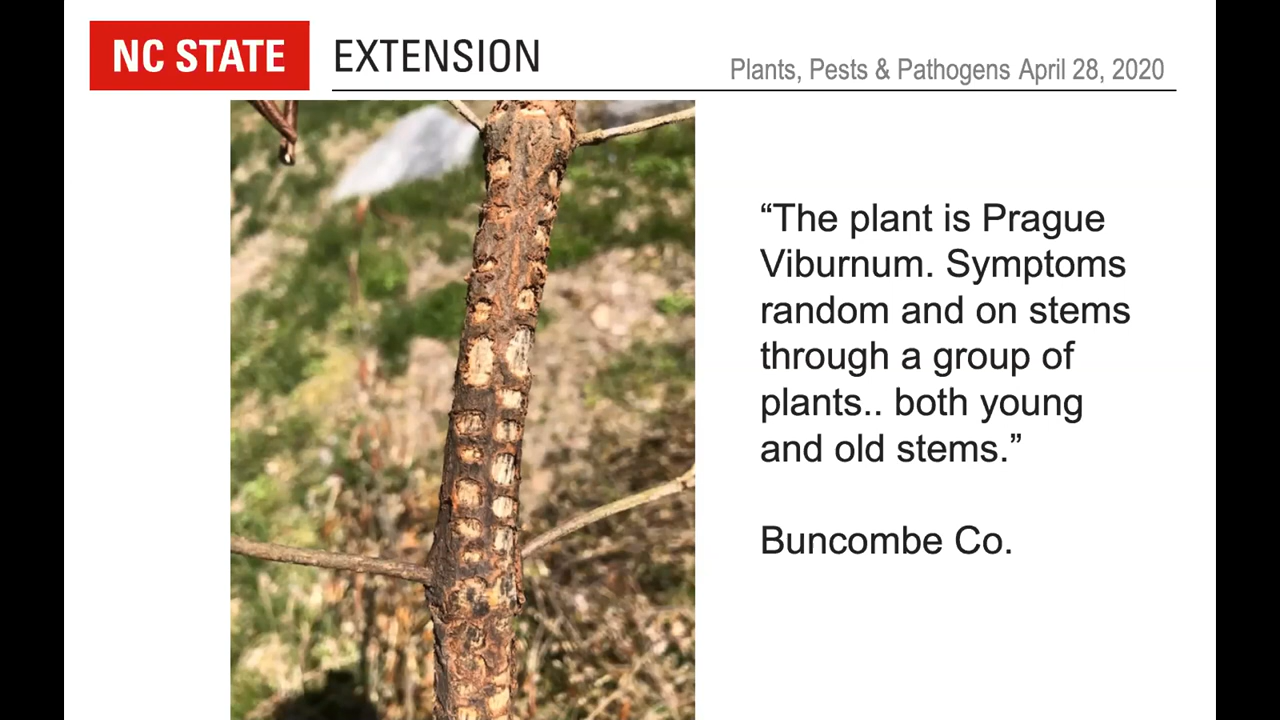 NC STATE EXTENSION
Plants, Pests & Pathogens April 28, 2020
“The plant is Prague
Viburnum. Symptoms
random and on stems
through a group of
plants.. both young
and old stems.”
Buncombe Co.